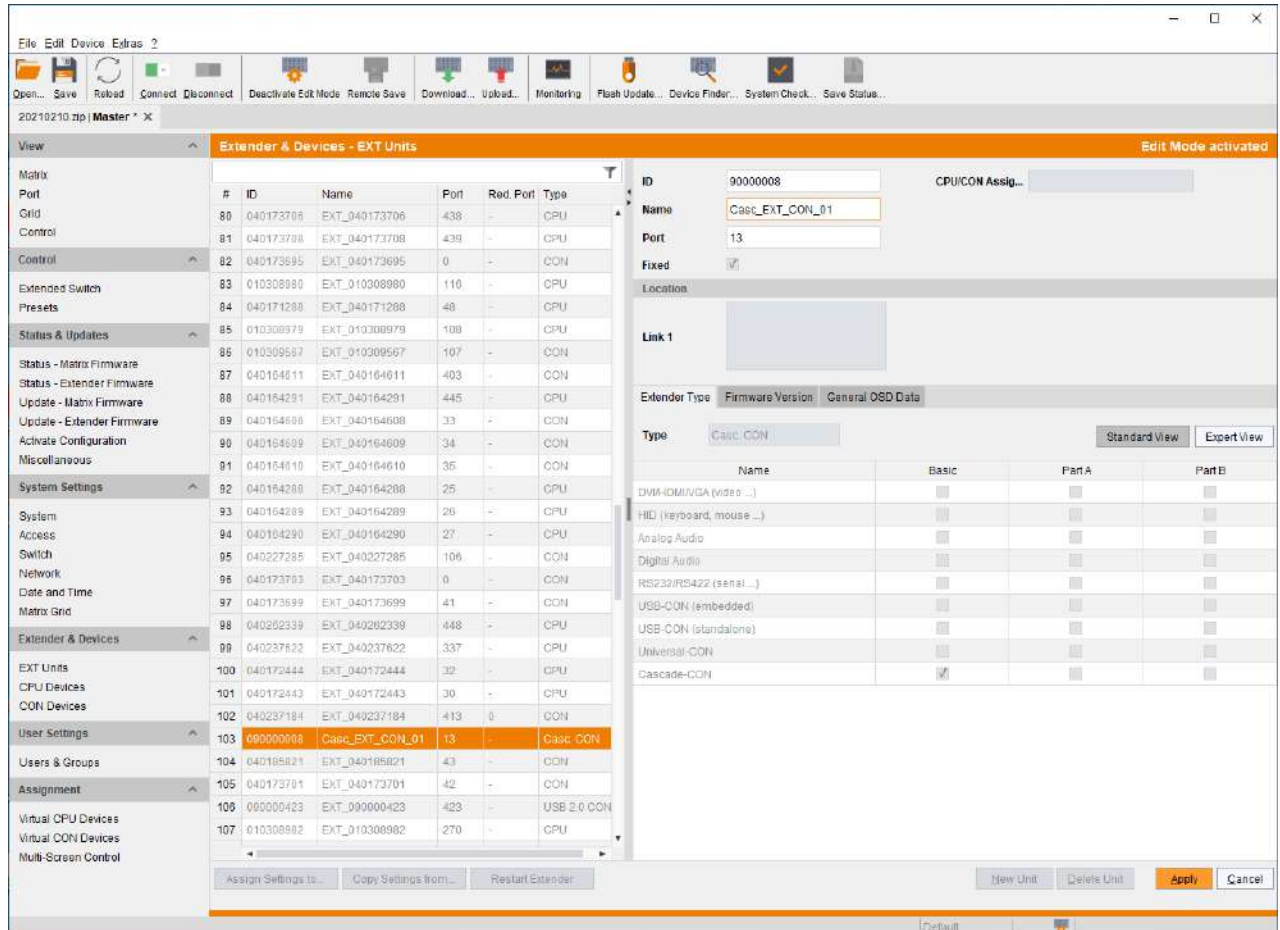 File Edit Device Extras ?
Open... Save Reload Connect Disconnect Deactivate Edit Mode Remote Save Download... Upload... Monitoring Flash Update... Device Finder... System Check... Save Status...
20210210.zip | Master * X
View
Matrix
Port
Grid
Control
Control
Extended Switch
Presets
Status & Updates
Status - Matrix Firmware
Status - Extender Firmware
Update - Matrix Firmware
Update - Extender Firmware
Activate Configuration
Miscellaneous
System Settings
System
Access
Switch
Network
Date and Time
Matrix Grid
Extender & Devices
EXT Units
CPU Devices
CON Devices
User Settings
Users & Groups
Assignment
Virtual CPU Devices
Virtual CON Devices
Multi-Screen Control
Extender & Devices - EXT Units Edit Mode activated
# ID Name Port Red. Port Type
80 040173706 EXT_040173706 438 - CPU
81 040173708 EXT_040173708 439 - CPU
82 040173695 EXT_040173695 0 - CON
83 010308980 EXT_010308980 116 - CPU
84 040171288 EXT_040171288 48 - CPU
85 010308979 EXT_010308979 108 - CPU
86 010309567 EXT_010309567 107 - CON
87 040164611 EXT_040164611 403 - CON
88 040164291 EXT_040164291 445 - CPU
89 040164608 EXT_040164608 33 - CON
90 040164609 EXT_040164609 34 - CON
91 040164610 EXT_040164610 35 - CON
92 040164288 EXT_040164288 25 - CPU
93 040164289 EXT_040164289 26 - CPU
94 040164290 EXT_040164290 27 - CPU
95 040227285 EXT_040227285 106 - CON
96 040173703 EXT_040173703 0 - CON
97 040173699 EXT_040173699 41 - CON
98 040262339 EXT_040262339 448 - CPU
99 040237622 EXT_040237622 337 - CPU
100 040172444 EXT_040172444 32 - CPU
101 040172443 EXT_040172443 30 - CPU
102 040237184 EXT_040237184 413 0 CON
103 090000008 Casc_EXT_CON_01 13 - Casc. CON
104 040185821 EXT_040185821 43 - CON
105 040173701 EXT_040173701 42 - CON
106 090000423 EXT_090000423 423 - USB 2.0 CON
107 010308982 EXT_010308982 270 - CPU
ID 90000008 CPU/CON Assig...
Name Casc_EXT_CON_01
Port 13
Fixed
Location
Link 1
Extender Type Firmware Version General OSD Data
Type Casc. CON Standard View Expert View
Name Basic Part A Part B
DVI/HDMI/VGA (video ...)
HID (keyboard, mouse ...)
Analog Audio
Digital Audio
RS232/RS422 (serial ...)
USB-CON (embedded)
USB-CON (standalone)
Universal-CON
Cascade-CON
Assign Settings to... Copy Settings from... Restart Extender New Unit Delete Unit Apply Cancel
Default